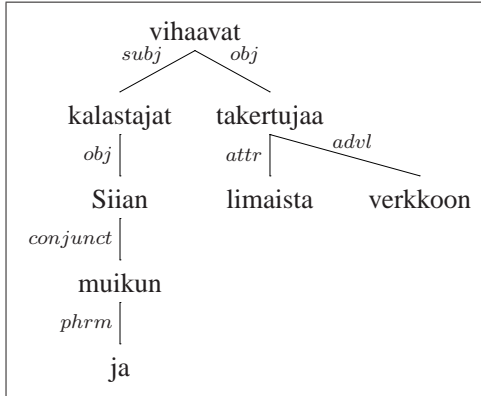 vihaavat
subj obj
kalastajat takertujaa
obj attr advl
Siian limaista verkkoon
conjunct
muikun
phrm
ja